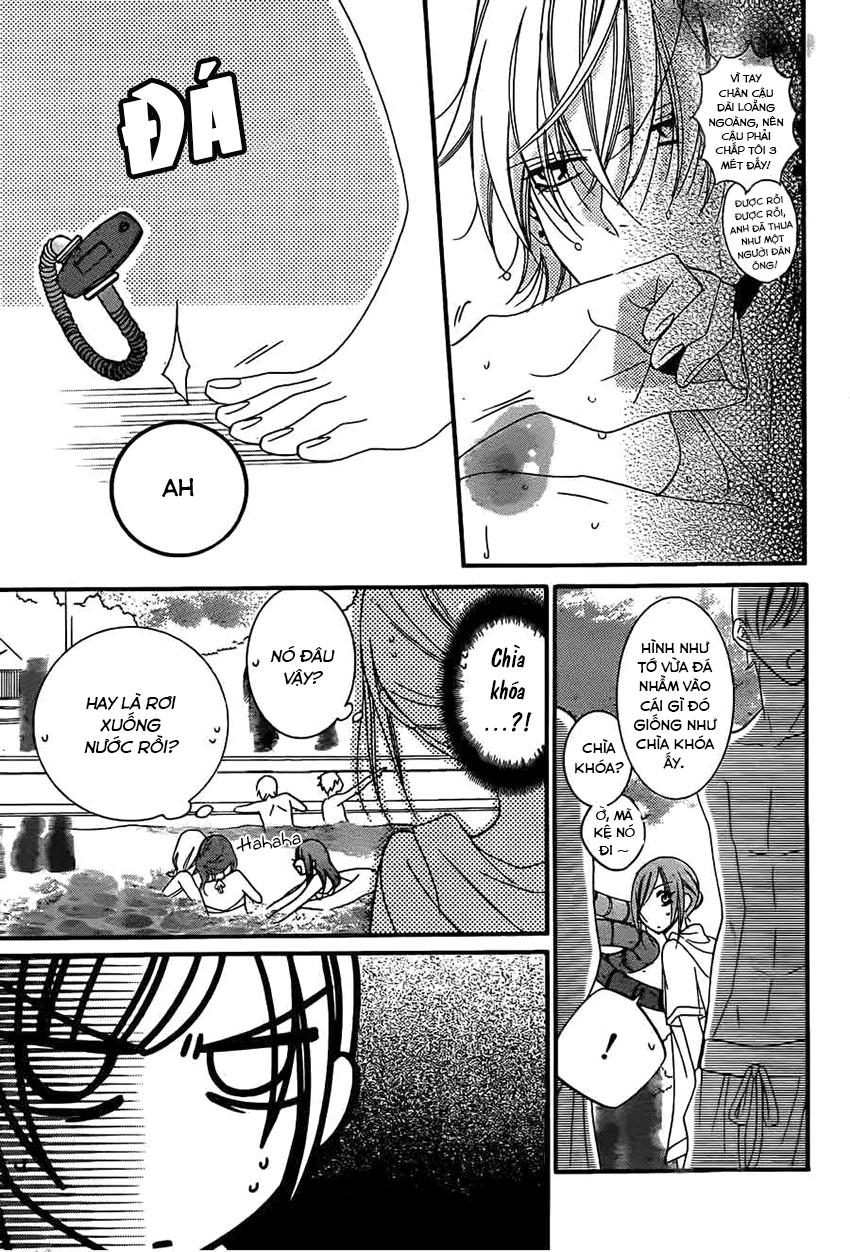 VÌ TAY
CHÂN CẬU
DÀI LOẰNG
NGOẰNG, NÊN
CẬU PHẢI
CHẤP TÔI 3
MÉT ĐẤY!
ĐƯỢC RỒI
ĐƯỢC RỒI,
ANH ĐÃ THUA
NHƯ MỘT
NGƯỜI ĐÀN
ÔNG!
ĐÁ
AH
HÌNH NHƯ
TỚ VỪA ĐÁ
NHẦM VÀO
CÁI GÌ ĐÓ
GIỐNG NHƯ
CHÌA KHÓA
ẤY.
CHÌA
KHÓA?
Ờ, MÀ
KỆ NÓ
ĐI ~
!
Chìa
khóa
...?!
NÓ ĐÂU
VẬY?
HAY LÀ RƠI
XUỐNG
NƯỚC RỒI?
Hahaha